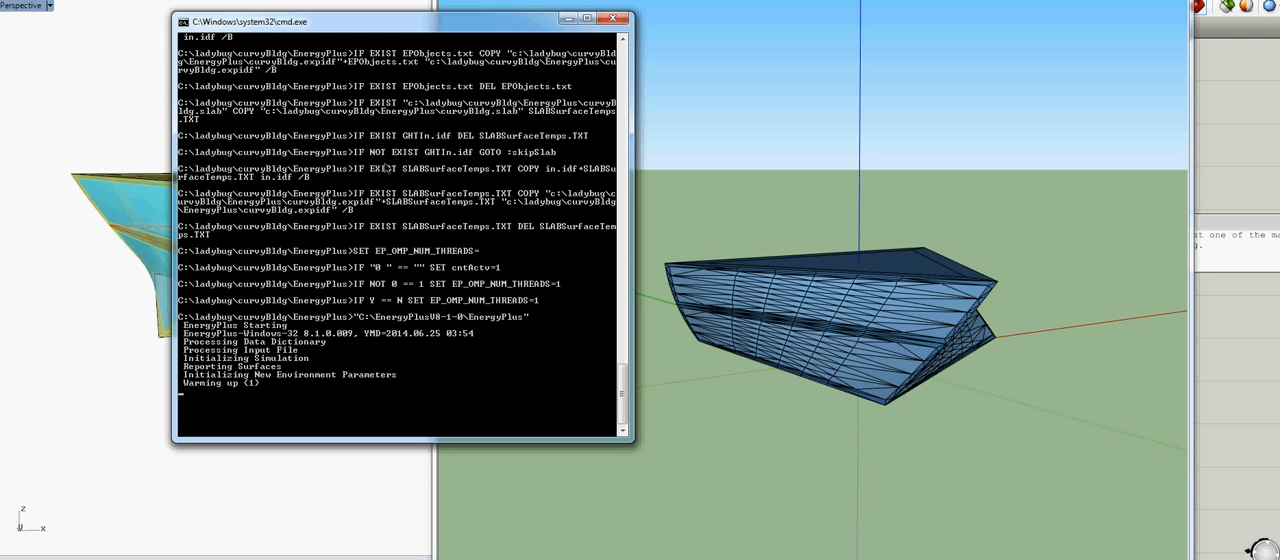 Perspective
C:\Windows\system32\cmd.exe
in.idf /B
C:\ladybug\curvyBldg\EnergyPlus>IF EXIST EPObjects.txt COPY "c:\ladybug\curvyBld
g\EnergyPlus\curvyBldg.expidf"+EPObjects.txt "c:\ladybug\curvyBldg\EnergyPlus\cu
rvyBldg.expidf" /B
C:\ladybug\curvyBldg\EnergyPlus>IF EXIST EPObjects.txt DEL EPObjects.txt
C:\ladybug\curvyBldg\EnergyPlus>IF EXIST "c:\ladybug\curvyBldg\EnergyPlus\curvyB
ldg.slab" COPY "c:\ladybug\curvyBldg\EnergyPlus\curvyBldg.slab" SLABSurfaceTemps
.TXT
C:\ladybug\curvyBldg\EnergyPlus>IF EXIST GHTIn.idf DEL SLABSurfaceTemps.TXT
C:\ladybug\curvyBldg\EnergyPlus>IF NOT EXIST GHTIn.idf GOTO :skipSlab
C:\ladybug\curvyBldg\EnergyPlus>IF EXIST SLABSurfaceTemps.TXT COPY in.idf+SLABSu
rfaceTemps.TXT in.idf /B
C:\ladybug\curvyBldg\EnergyPlus>IF EXIST SLABSurfaceTemps.TXT COPY "c:\ladybug\c
urvyBldg\EnergyPlus\curvyBldg.expidf"+SLABSurfaceTemps.TXT "c:\ladybug\curvyBldg
\EnergyPlus\curvyBldg.expidf" /B
C:\ladybug\curvyBldg\EnergyPlus>IF EXIST SLABSurfaceTemps.TXT DEL SLABSurfaceTem
ps.TXT
C:\ladybug\curvyBldg\EnergyPlus>SET EP_OMP_NUM_THREADS=
C:\ladybug\curvyBldg\EnergyPlus>IF "0 " == "" SET cntActv=1
C:\ladybug\curvyBldg\EnergyPlus>IF NOT 0 == 1 SET EP_OMP_NUM_THREADS=1
C:\ladybug\curvyBldg\EnergyPlus>IF Y == N SET EP_OMP_NUM_THREADS=1
C:\ladybug\curvyBldg\EnergyPlus>"C:\EnergyPlusV8-1-0\EnergyPlus"
EnergyPlus Starting
EnergyPlus-Windows-32 8.1.0.009, YMD=2014.06.25 03:54
Processing Data Dictionary
Processing Input File
Initializing Simulation
Reporting Surfaces
Initializing New Environment Parameters
Warming up {1}
st one of the ma
g.
z
y x